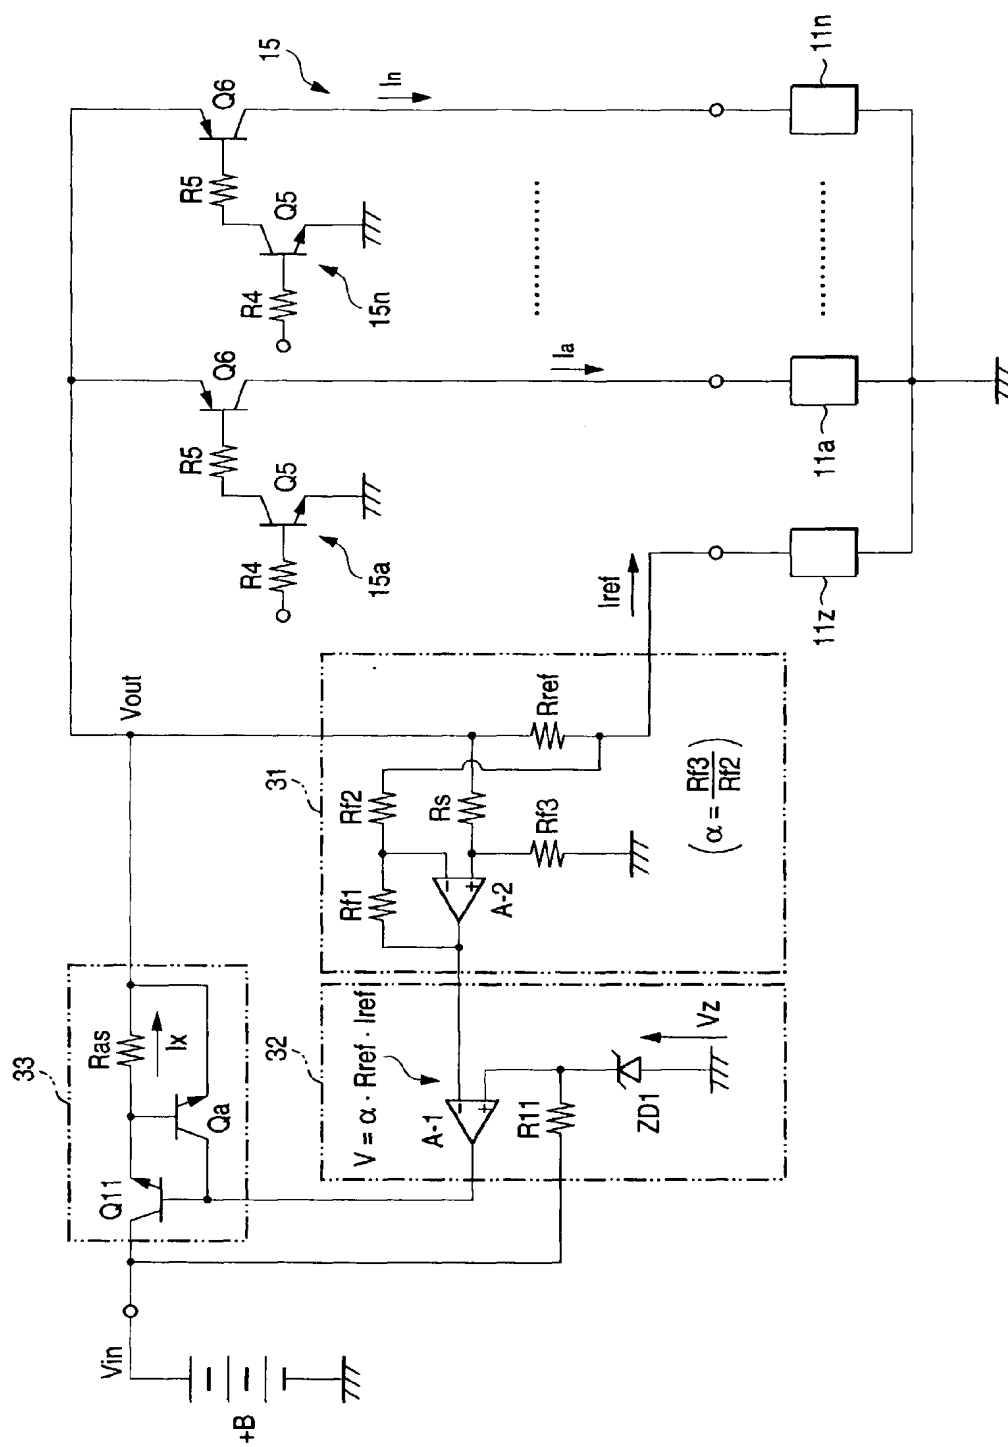 +B
Vin
33
Q11
Ras
Ix
Qa
Vout
32
V = α · Rref · Iref
A-1
R11
ZD1
Vz
31
Rf1
Rf2
A-2
Rs
Rf3
Rref
(α = Rf3
Rf2)
Iref
R4
Q5
15a
R5
Q6
Ia
R4
Q5
15n
R5
Q6
15
In
11z
11a
11n